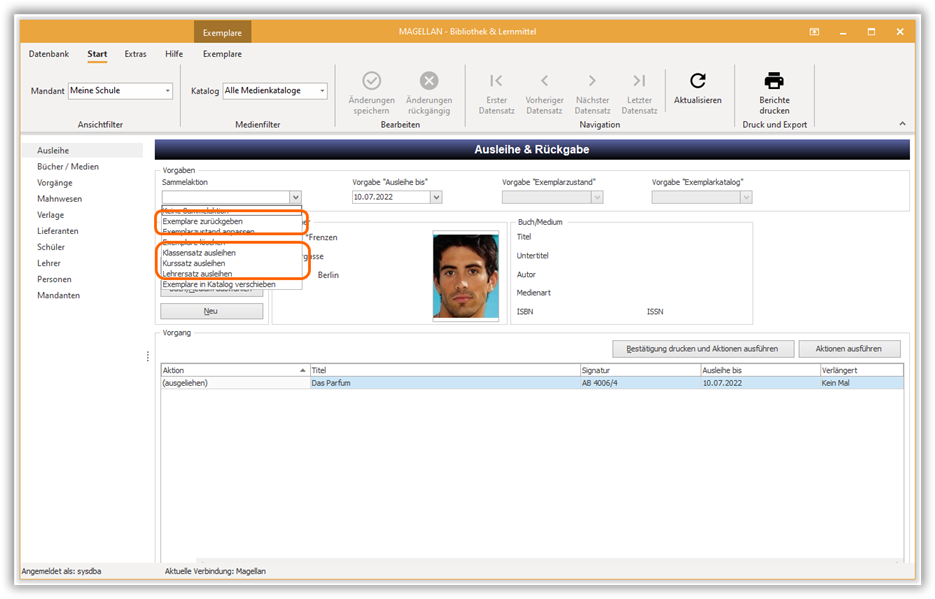 Exemplare
MAGELLAN - Bibliothek & Lernmittel
Datenbank Start Extras Hilfe Exemplare
Mandant Meine Schule
Katalog Alle Medienkataloge
Änderungen speichern
Änderungen rückgängig
Erster Datensatz
Vorheriger Datensatz
Nächster Datensatz
Letzter Datensatz
Aktualisieren
Berichte drucken
Ansichtfilter Medienfilter Bearbeiten Navigation Druck und Export
Ausleihe
Bücher / Medien
Vorgänge
Mahnwesen
Verlage
Lieferanten
Schüler
Lehrer
Personen
Mandanten
Ausleihe & Rückgabe
Vorgaben
Sammelaktion
Vorgabe "Ausleihe bis"
Vorgabe "Exemplarzustand"
Vorgabe "Exemplarkatalog"
10.07.2022
Keine Sammelaktion
Exemplare zurückgeben
Exemplarzustand anpassen
Exemplare löschen
Klassensatz ausleihen
Kurssatz ausleihen
Lehrersatz ausleihen
Exemplare in Katalog verschieben
Neu
Frenzen
Berlin
Buch/Medium
Titel
Untertitel
Autor
Medienart
ISBN ISSN
Vorgang
Bestätigung drucken und Aktionen ausführen
Aktionen ausführen
Aktion Titel Signatur Ausleihe bis Verlängert
(ausgeliehen) Das Parfum AB 4006/4 10.07.2022 Kein Mal
Angemeldet als: sysdba
Aktuelle Verbindung: Magellan